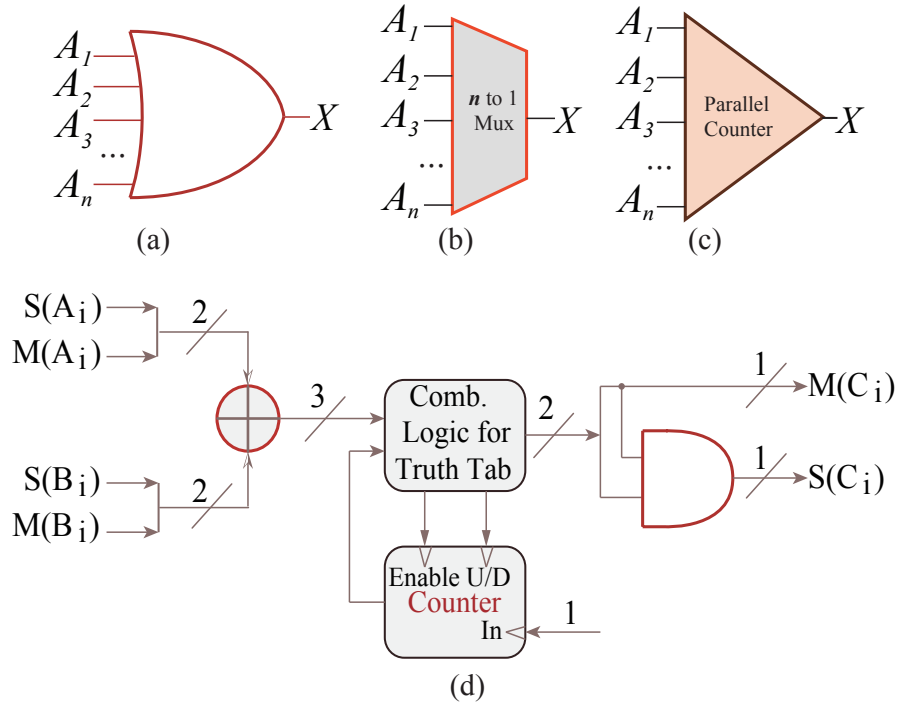 A1
A2
A3
...
An
X
(a)
A1
A2
A3
...
An
n to 1
Mux
X
(b)
A1
A2
A3
...
An
Parallel
Counter
X
(c)
S(Ai)
M(Ai)
2
S(Bi)
M(Bi)
2
3
Comb.
Logic for
Truth Tab
2
1
M(Ci)
1
S(Ci)
Enable U/D
Counter
In
1
(d)